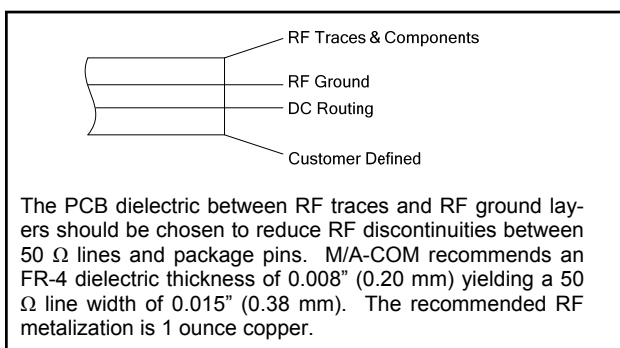 RF Traces & Components
RF Ground
DC Routing
Customer Defined
The PCB dielectric between RF traces and RF ground lay-
ers should be chosen to reduce RF discontinuities between
50 Ω lines and package pins.  M/A-COM recommends an
FR-4 dielectric thickness of 0.008” (0.20 mm) yielding a 50
Ω line width of 0.015” (0.38 mm).  The recommended RF
metalization is 1 ounce copper.